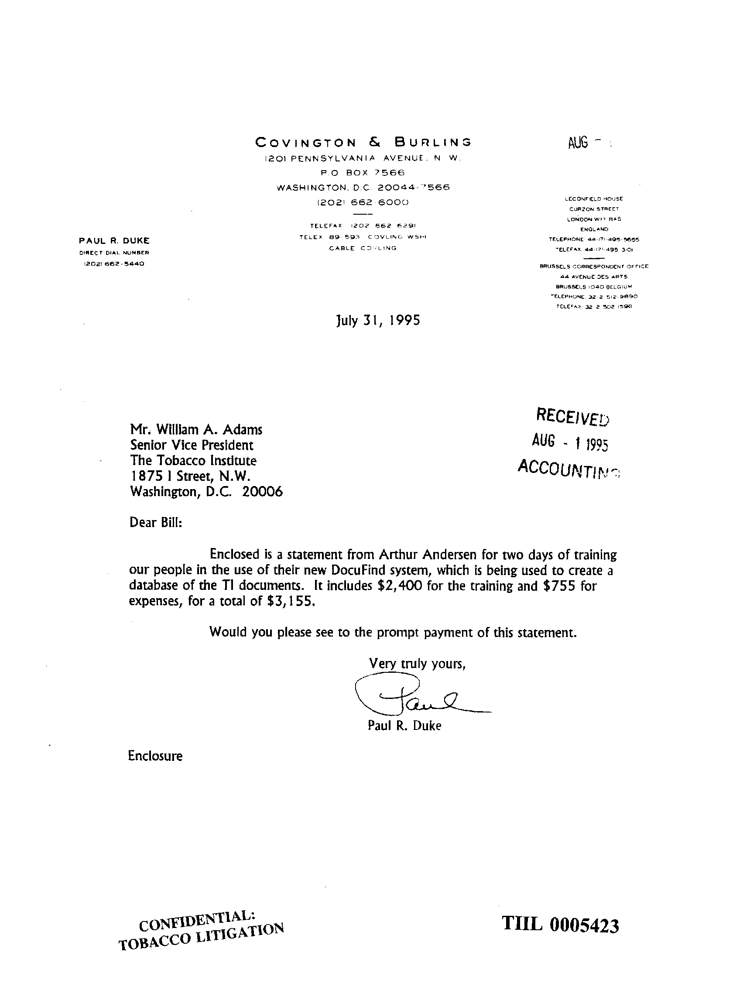 COVINGTON & BURLING
1201 PENNSYLVANIA AVENUE, N. W.
P.O. BOX 7566
WASHINGTON, D.C. 20044-7566
(202) 662-6000
TELEFAX (202) 662-6291
TELEX 89-593 COVLING WSH
CABLE COVLING
AUG -
LECONFIELD HOUSE
CURZON STREET
LONDON W1Y 8AS
ENGLAND
TELEPHONE 44-171-495-5655
TELEFAX 44-171-495-3101
BRUSSELS CORRESPONDENT OFFICE
44 AVENUE DES ARTS
BRUSSELS 1040 BELGIUM
TELEPHONE 32-2-512-9890
TELEFAX 32-2-502-1598
PAUL R. DUKE
DIRECT DIAL NUMBER
(202) 662-5440
July 31, 1995
RECEIVED
AUG - 1 1995
ACCOUNTING
Mr. William A. Adams
Senior Vice President
The Tobacco Institute
1875 I Street, N.W.
Washington, D.C. 20006
Dear Bill:
Enclosed is a statement from Arthur Andersen for two days of training
our people in the use of their new DocuFind system, which is being used to create a
database of the TI documents. It includes $2,400 for the training and $755 for
expenses, for a total of $3,155.
Would you please see to the prompt payment of this statement.
Very truly yours,
Paul
Paul R. Duke
Enclosure
CONFIDENTIAL:
TOBACCO LITIGATION
TIIL 0005423